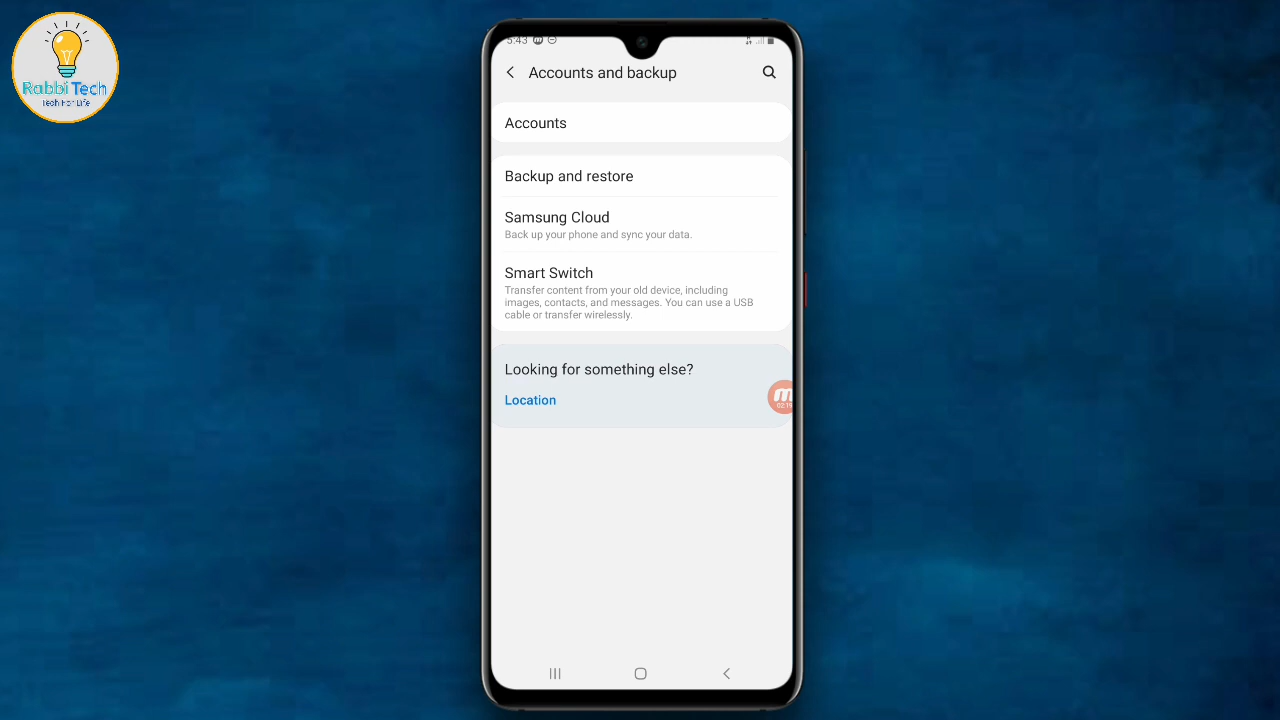 Rabbi Tech
Tech For Life
5:43
Accounts and backup
Accounts
Backup and restore
Samsung Cloud
Back up your phone and sync your data.
Smart Switch
Transfer content from your old device, including
images, contacts, and messages. You can use a USB
cable or transfer wirelessly.
Looking for something else?
Location